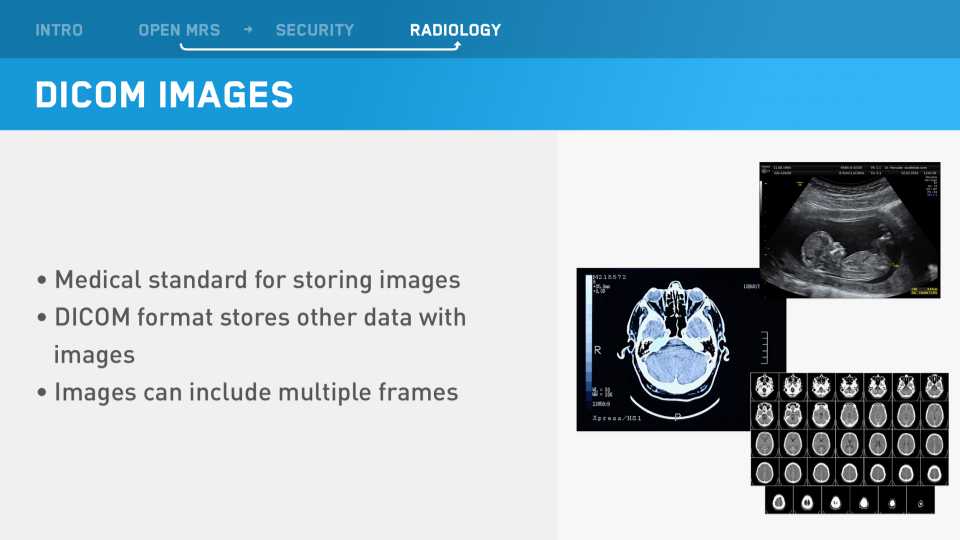 INTRO OPEN MRS → SECURITY RADIOLOGY
DICOM IMAGES
• Medical standard for storing images
• DICOM format stores other data with
images
• Images can include multiple frames
R
P
Xpress/HS1